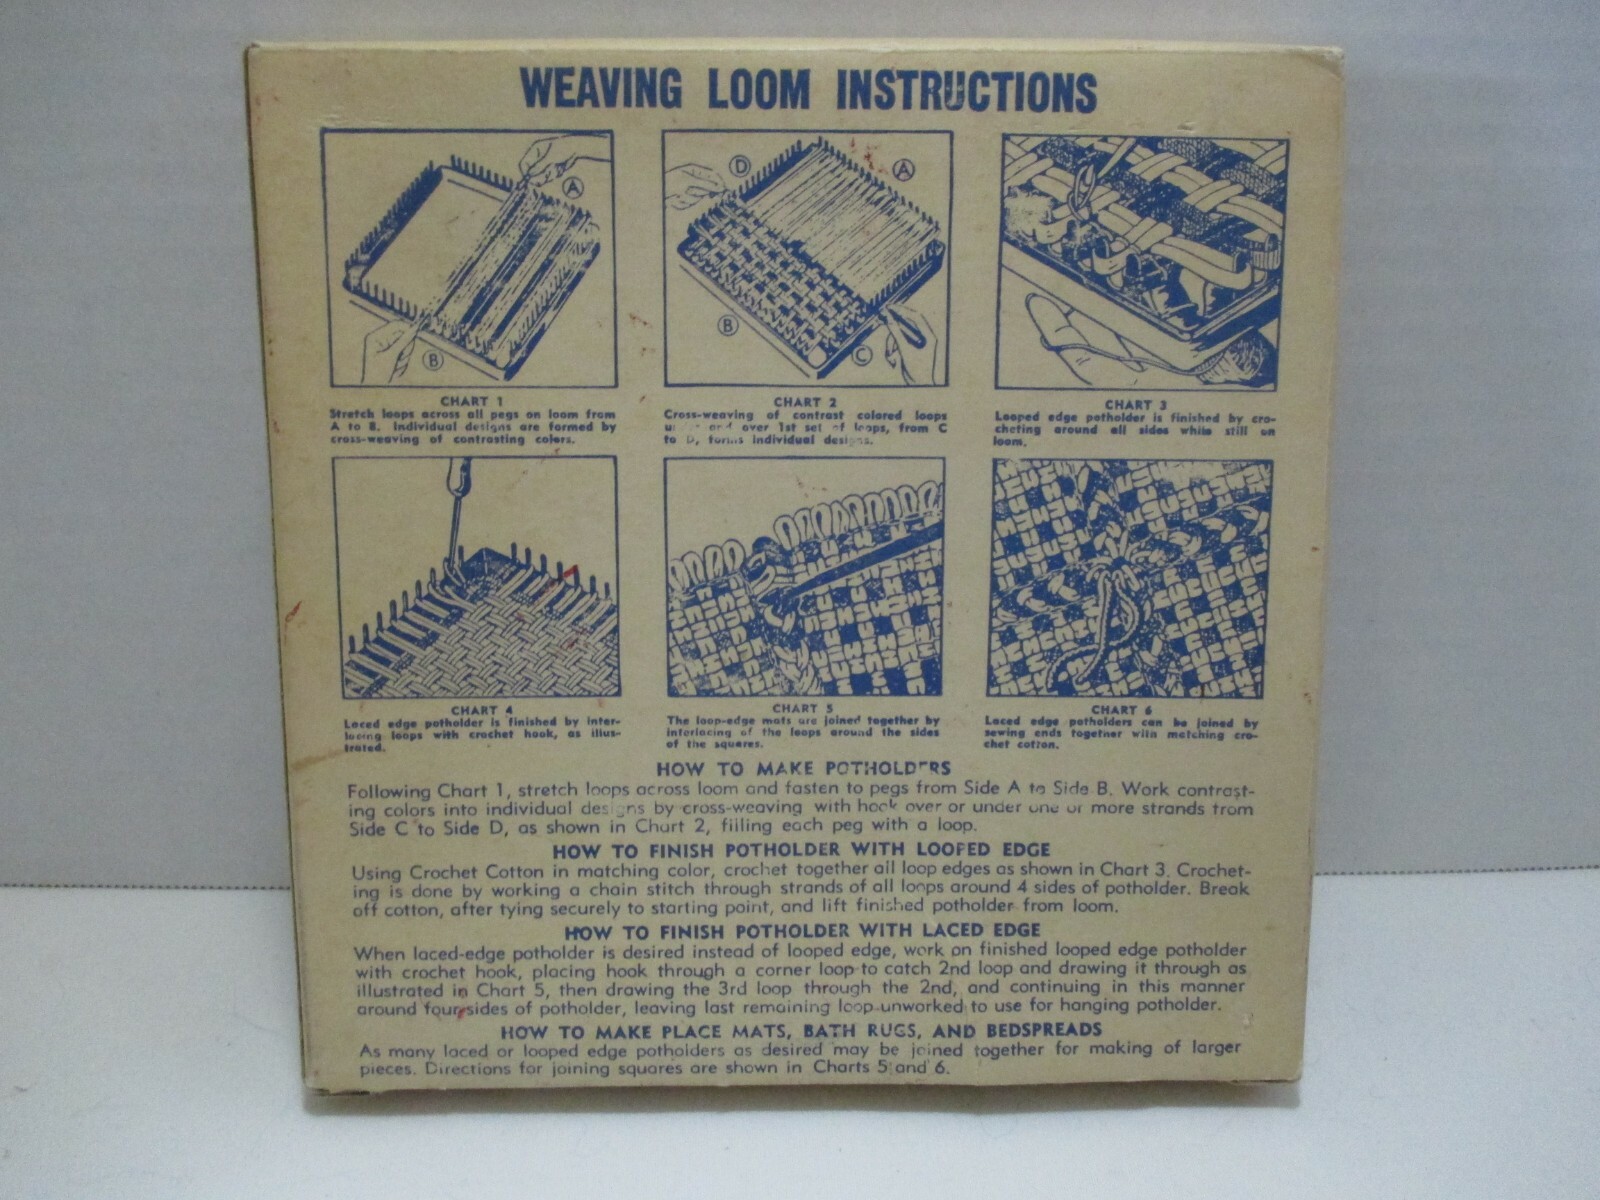 WEAVING LOOM INSTRUCTIONS
A
B
D
A
B
C
CHART 1
Stretch loops across all pegs on loom from
A to B. Individual designs are formed by
cross-weaving of contrasting colors.
CHART 2
Cross-weaving of contrast colored loops
under and over 1st set of loops, from C
to D, forms individual designs.
CHART 3
Looped edge potholder is finished by cro-
cheting around all sides while still on
loom.
CHART 4
Laced edge potholder is finished by inter-
lacing loops with crochet hook, as illus-
trated.
CHART 5
The loop-edge mats are joined together by
interlacing of the loops around the sides
of the squares.
CHART 6
Laced edge potholders can be joined by
sewing ends together with matching cro-
chet cotton.
HOW TO MAKE POTHOLDERS
Following Chart 1, stretch loops across loom and fasten to pegs from Side A to Side B. Work contrast-
ing colors into individual designs by cross-weaving with hook over or under one or more strands from
Side C to Side D, as shown in Chart 2, filling each peg with a loop.
HOW TO FINISH POTHOLDER WITH LOOPED EDGE
Using Crochet Cotton in matching color, crochet together all loop edges as shown in Chart 3. Crochet-
ing is done by working a chain stitch through strands of all loops around 4 sides of potholder. Break
off cotton, after tying securely to starting point, and lift finished potholder from loom.
HOW TO FINISH POTHOLDER WITH LACED EDGE
When laced-edge potholder is desired instead of looped edge, work on finished looped edge potholder
with crochet hook, placing hook through a corner loop to catch 2nd loop and drawing it through as
illustrated in Chart 5, then drawing the 3rd loop through the 2nd, and continuing in this manner
around four sides of potholder, leaving last remaining loop unworked to use for hanging potholder.
HOW TO MAKE PLACE MATS, BATH RUGS, AND BEDSPREADS
As many laced or looped edge potholders as desired may be joined together for making of larger
pieces. Directions for joining squares are shown in Charts 5 and 6.